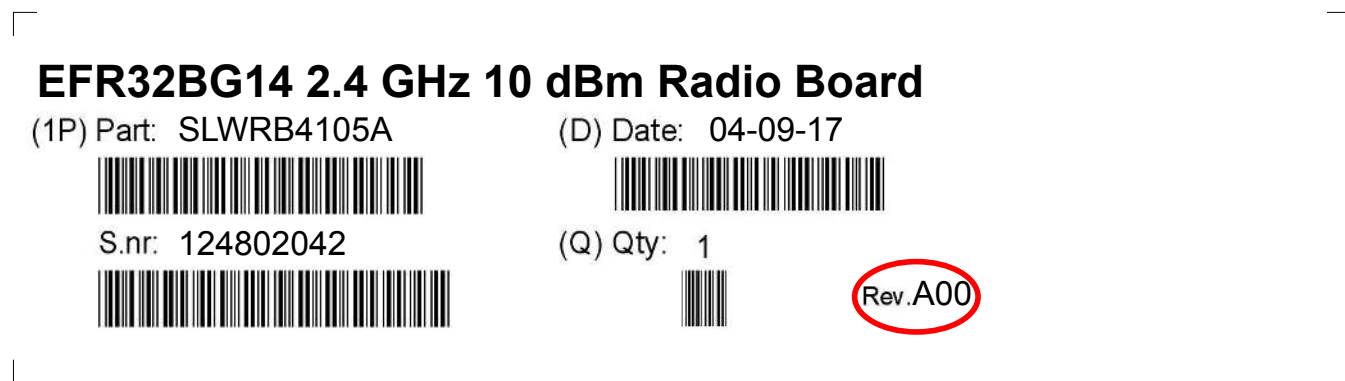 EFR32BG14 2.4 GHz 10 dBm Radio Board
(1P) Part: SLWRB4105A (D) Date: 04-09-17
S.nr: 124802042 (Q) Qty: 1
Rev.A00